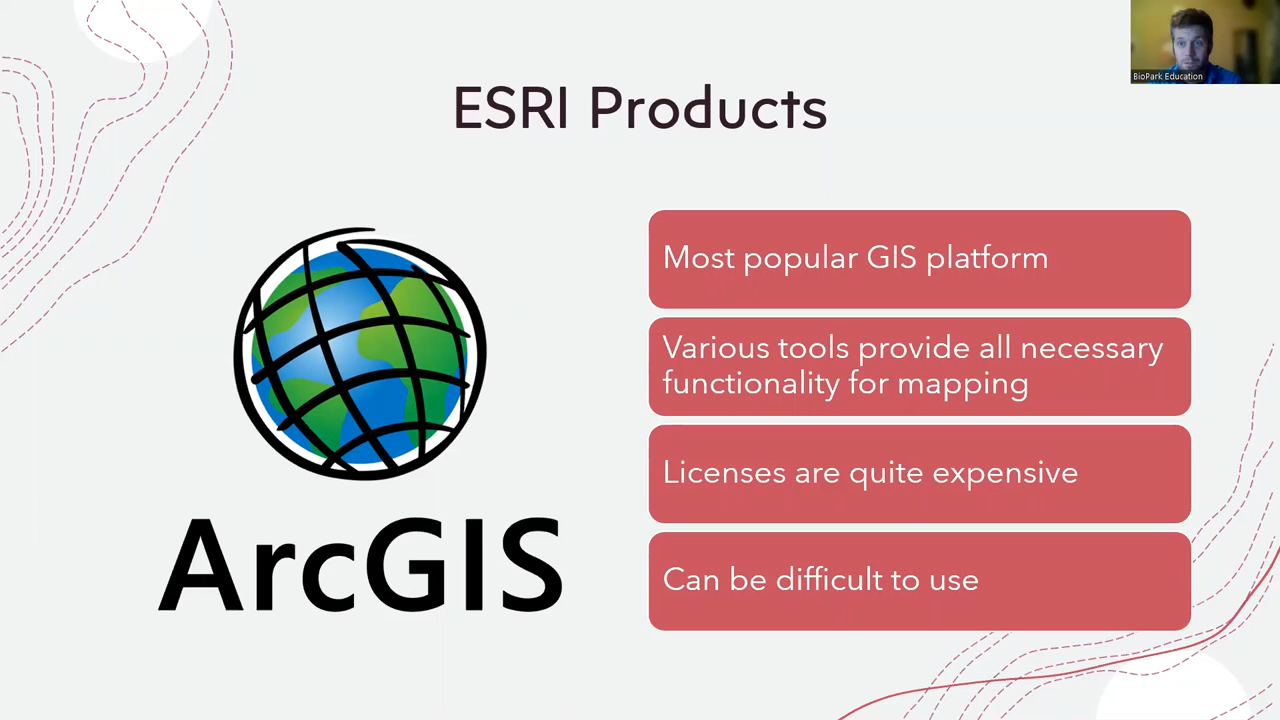 BioPark Education
ESRI Products
Most popular GIS platform
Various tools provide all necessary
functionality for mapping
Licenses are quite expensive
Can be difficult to use
ArcGIS